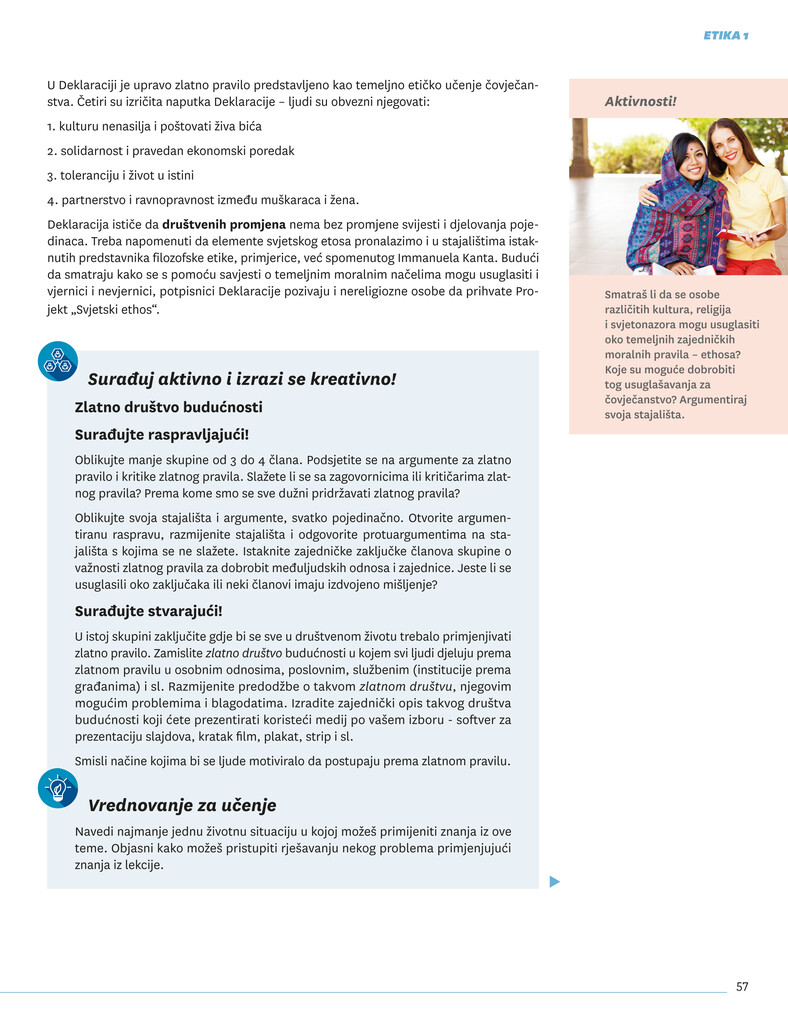 ETIKA 1
U Deklaraciji je upravo zlatno pravilo predstavljeno kao temeljno etičko učenje čovječan-
stva. Četiri su izričita naputka Deklaracije – ljudi su obvezni njegovati:
1. kulturu nenasilja i poštovati živa bića
2. solidarnost i pravedan ekonomski poredak
3. toleranciju i život u istini
4. partnerstvo i ravnopravnost između muškaraca i žena.
Deklaracija ističe da društvenih promjena nema bez promjene svijesti i djelovanja poje-
dinaca. Treba napomenuti da elemente svjetskog etosa pronalazimo i u stajalištima istak-
nutih predstavnika filozofske etike, primjerice, već spomenutog Immanuela Kanta. Budući
da smatraju kako se s pomoću savjesti o temeljnim moralnim načelima mogu usuglasiti i
vjernici i nevjernici, potpisnici Deklaracije pozivaju i nereligiozne osobe da prihvate Pro-
jekt „Svjetski ethos“.
Aktivnosti!
Smatraš li da se osobe
različitih kultura, religija
i svjetonazora mogu usuglasiti
oko temeljnih zajedničkih
moralnih pravila – ethosa?
Koje su moguće dobrobiti
tog usuglašavanja za
čovječanstvo? Argumentiraj
svoja stajališta.
Surađuj aktivno i izrazi se kreativno!
Zlatno društvo budućnosti
Surađujte raspravljajući!
Oblikujte manje skupine od 3 do 4 člana. Podsjetite se na argumente za zlatno
pravilo i kritike zlatnog pravila. Slažete li se sa zagovornicima ili kritičarima zlat-
nog pravila? Prema kome smo se sve dužni pridržavati zlatnog pravila?
Oblikujte svoja stajališta i argumente, svatko pojedinačno. Otvorite argumen-
tiranu raspravu, razmijenite stajališta i odgovorite protuargumentima na sta-
jališta s kojima se ne slažete. Istaknite zajedničke zaključke članova skupine o
važnosti zlatnog pravila za dobrobit međuljudskih odnosa i zajednice. Jeste li se
usuglasili oko zaključaka ili neki članovi imaju izdvojeno mišljenje?
Surađujte stvarajući!
U istoj skupini zaključite gdje bi se sve u društvenom životu trebalo primjenjivati
zlatno pravilo. Zamislite zlatno društvo budućnosti u kojem svi ljudi djeluju prema
zlatnom pravilu u osobnim odnosima, poslovnim, službenim (institucije prema
građanima) i sl. Razmijenite predodžbe o takvom zlatnom društvu, njegovim
mogućim problemima i blagodatima. Izradite zajednički opis takvog društva
budućnosti koji ćete prezentirati koristeći medij po vašem izboru - softver za
prezentaciju slajdova, kratak film, plakat, strip i sl.
Smisli načine kojima bi se ljude motiviralo da postupaju prema zlatnom pravilu.
Vrednovanje za učenje
Navedi najmanje jednu životnu situaciju u kojoj možeš primijeniti znanja iz ove
teme. Objasni kako možeš pristupiti rješavanju nekog problema primjenjujući
znanja iz lekcije.
57